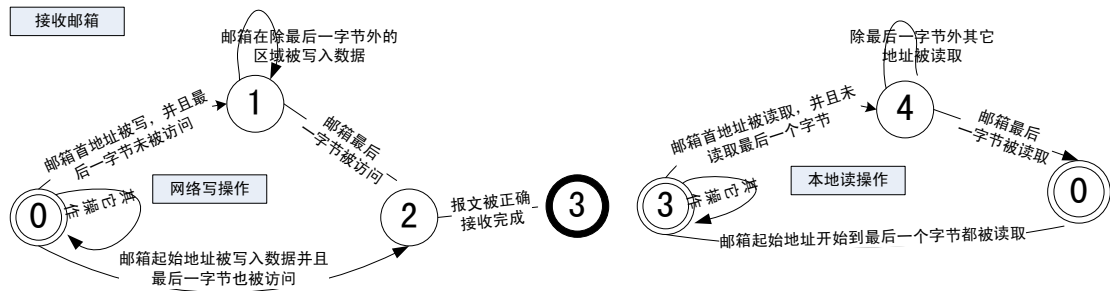 接收邮箱
邮箱在除最后一字节外的
区域被写入数据
1
邮箱首地址被写，并且最
后一字节未被访问
邮箱最后
一字节被访问
网络写操作
0
其它操
作
2
报文被正确
接收完成
3
邮箱起始地址被写入数据并且
最后一字节也被访问
除最后一字节外其它
地址被读取
4
邮箱首地址被读取，并且未
读取最后一个字节
邮箱最后
一字节被读取
本地读操作
3
其它操
作
0
邮箱起始地址开始到最后一个字节都被读取